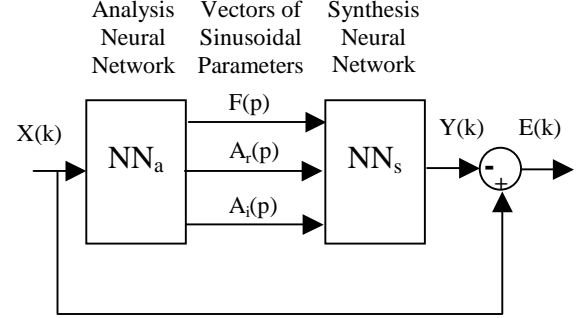 Analysis Neural Network
Vectors of Sinusoidal Parameters
Synthesis Neural Network
X(k)
NNa
F(p)
Ar(p)
Ai(p)
NNs
Y(k)
E(k)
-
+